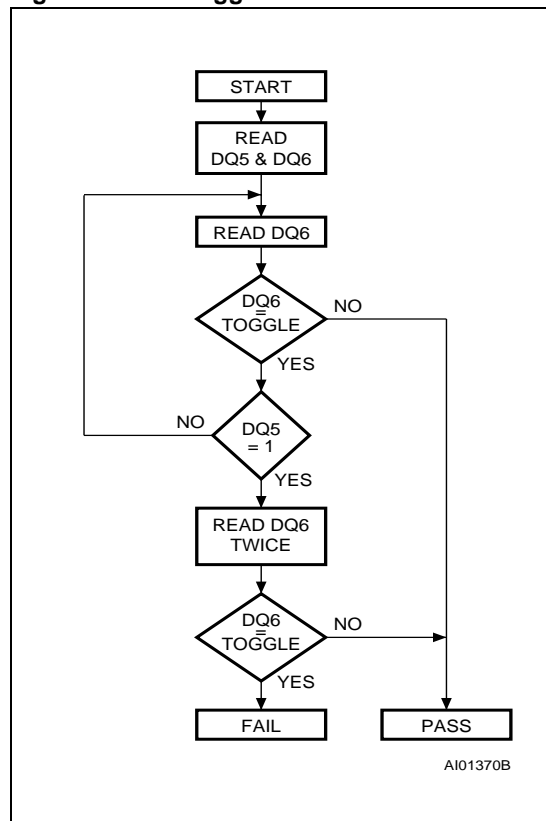 START
READ
DQ5 & DQ6
READ DQ6
DQ6
=
TOGGLE
NO
YES
NO
DQ5
= 1
YES
READ DQ6
TWICE
DQ6
=
TOGGLE
NO
YES
FAIL
PASS
AI01370B